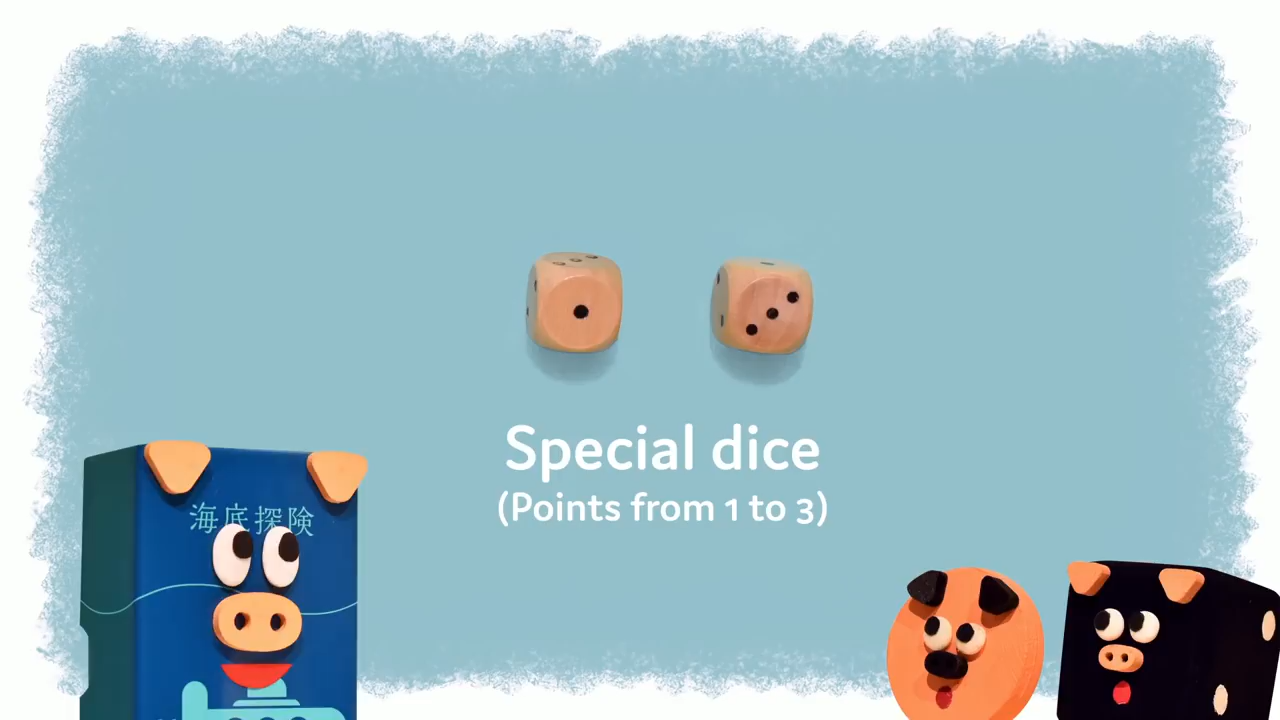 Special dice
(Points from 1 to 3)
海底探険